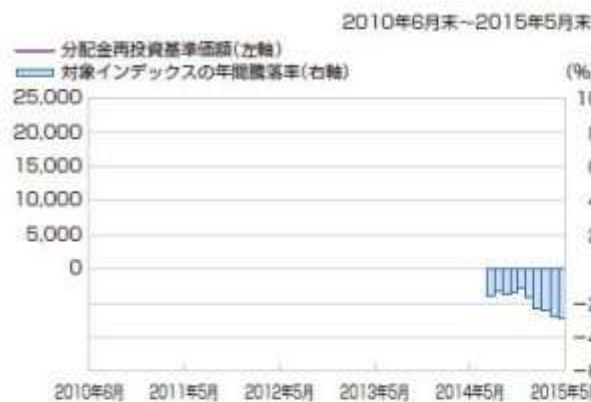 2010年6月末～2015年5月末
分配金再投資基準価額(左軸)
対象インデックスの年間騰落率(右軸)
(%
25,000
20,000
15,000
10,000
5,000
0
2010年6月 2011年5月 2012年5月 2013年5月 2014年5月 2015年5月